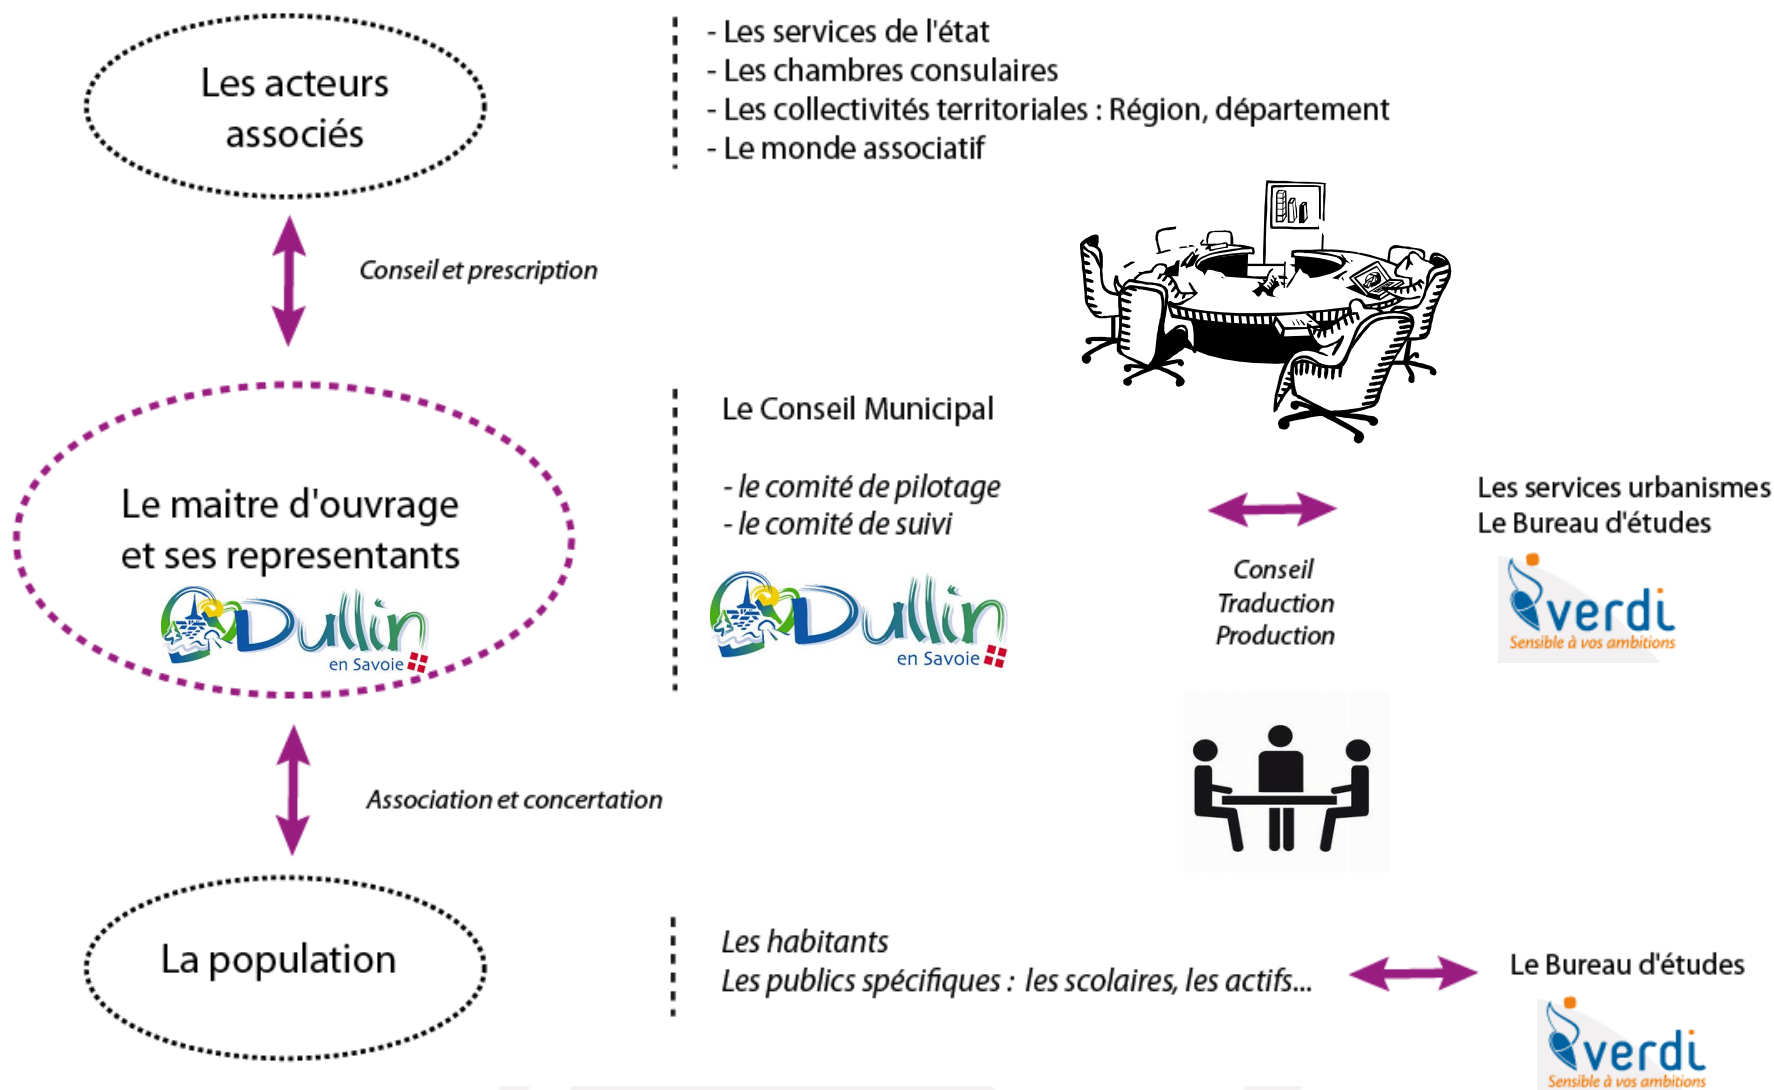 Les acteurs
associés
- Les services de l'état
- Les chambres consulaires
- Les collectivités territoriales : Région, département
- Le monde associatif
Conseil et prescription
Le maitre d'ouvrage
et ses representants
Dullin
en Savoie
Le Conseil Municipal
- le comité de pilotage
- le comité de suivi
Dullin
en Savoie
Conseil
Traduction
Production
Les services urbanismes
Le Bureau d'études
verdi
Sensible à vos ambitions
Association et concertation
La population
Les habitants
Les publics spécifiques : les scolaires, les actifs...
Le Bureau d'études
verdi
Sensible à vos ambitions